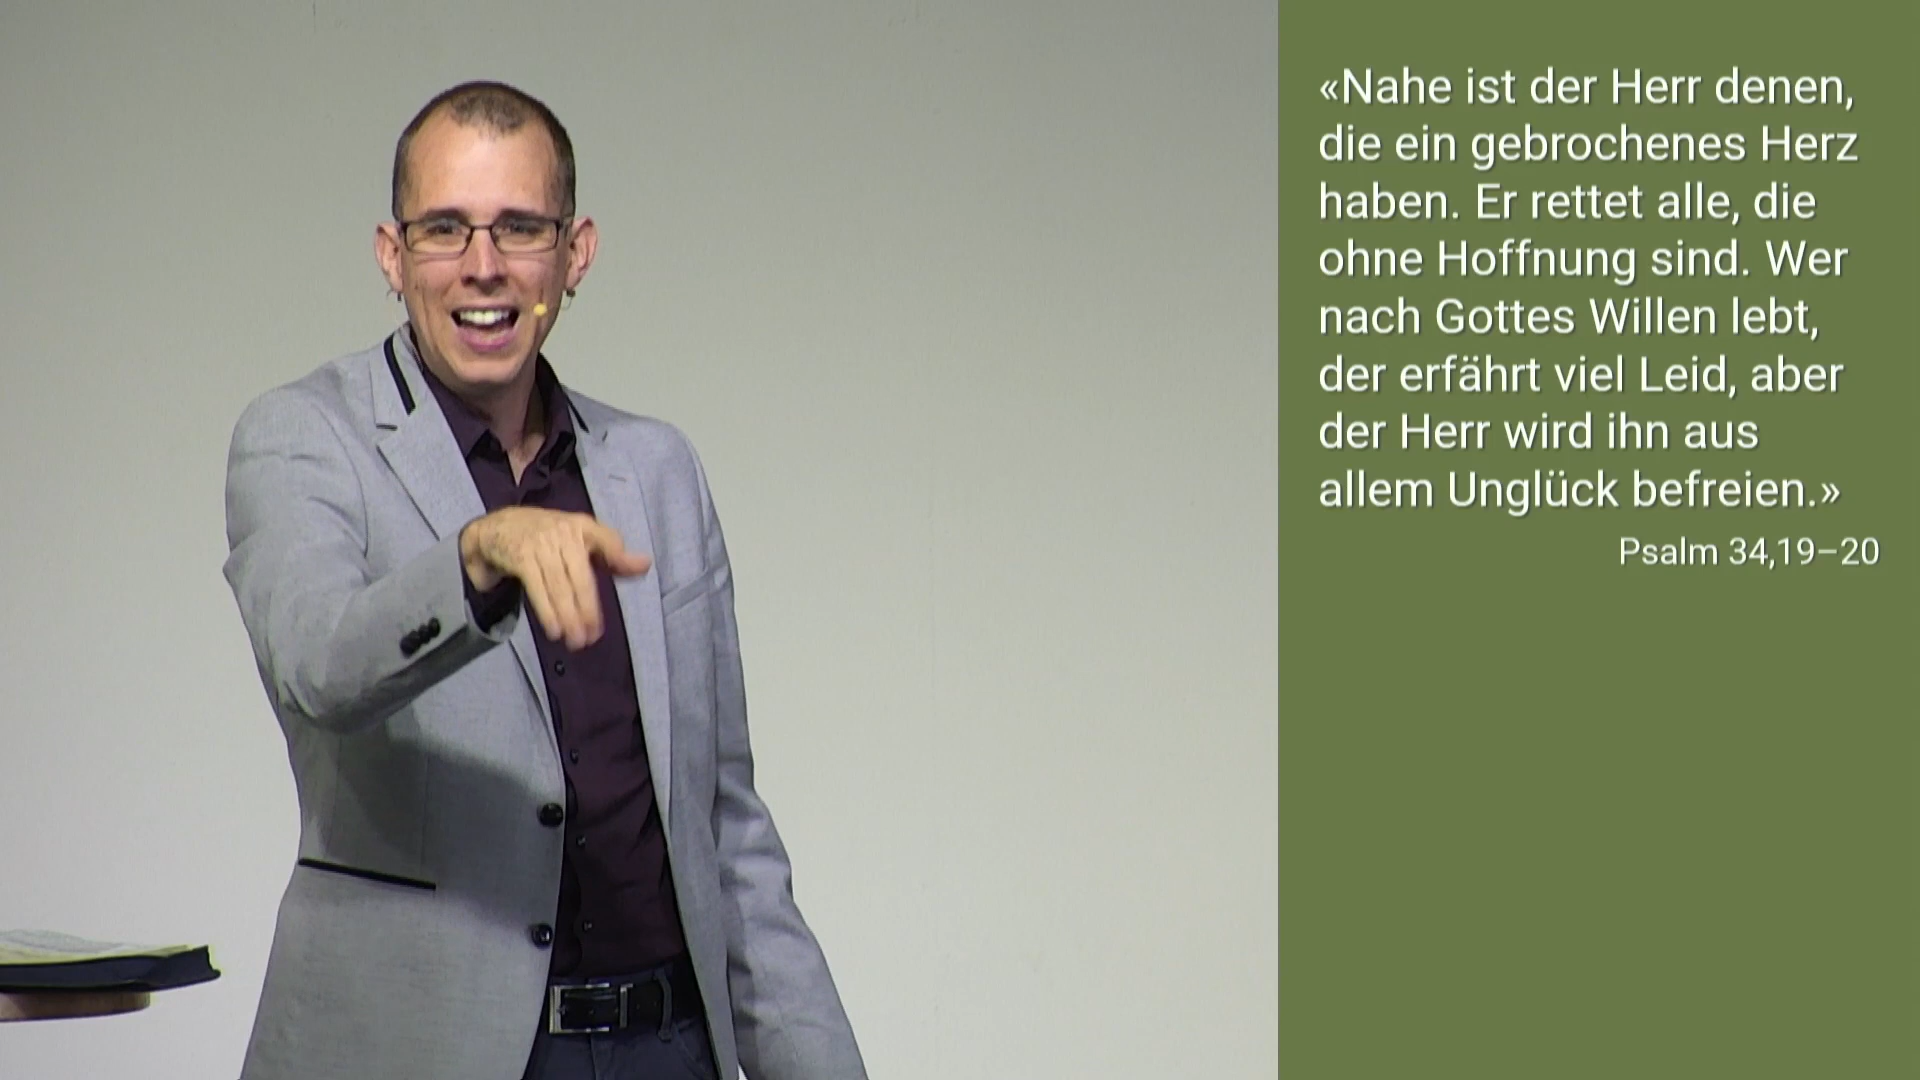 «Nahe ist der Herr denen,
die ein gebrochenes Herz
haben. Er rettet alle, die
ohne Hoffnung sind. Wer
nach Gottes Willen lebt,
der erfährt viel Leid, aber
der Herr wird ihn aus
allem Unglück befreien.»
Psalm 34,19–20